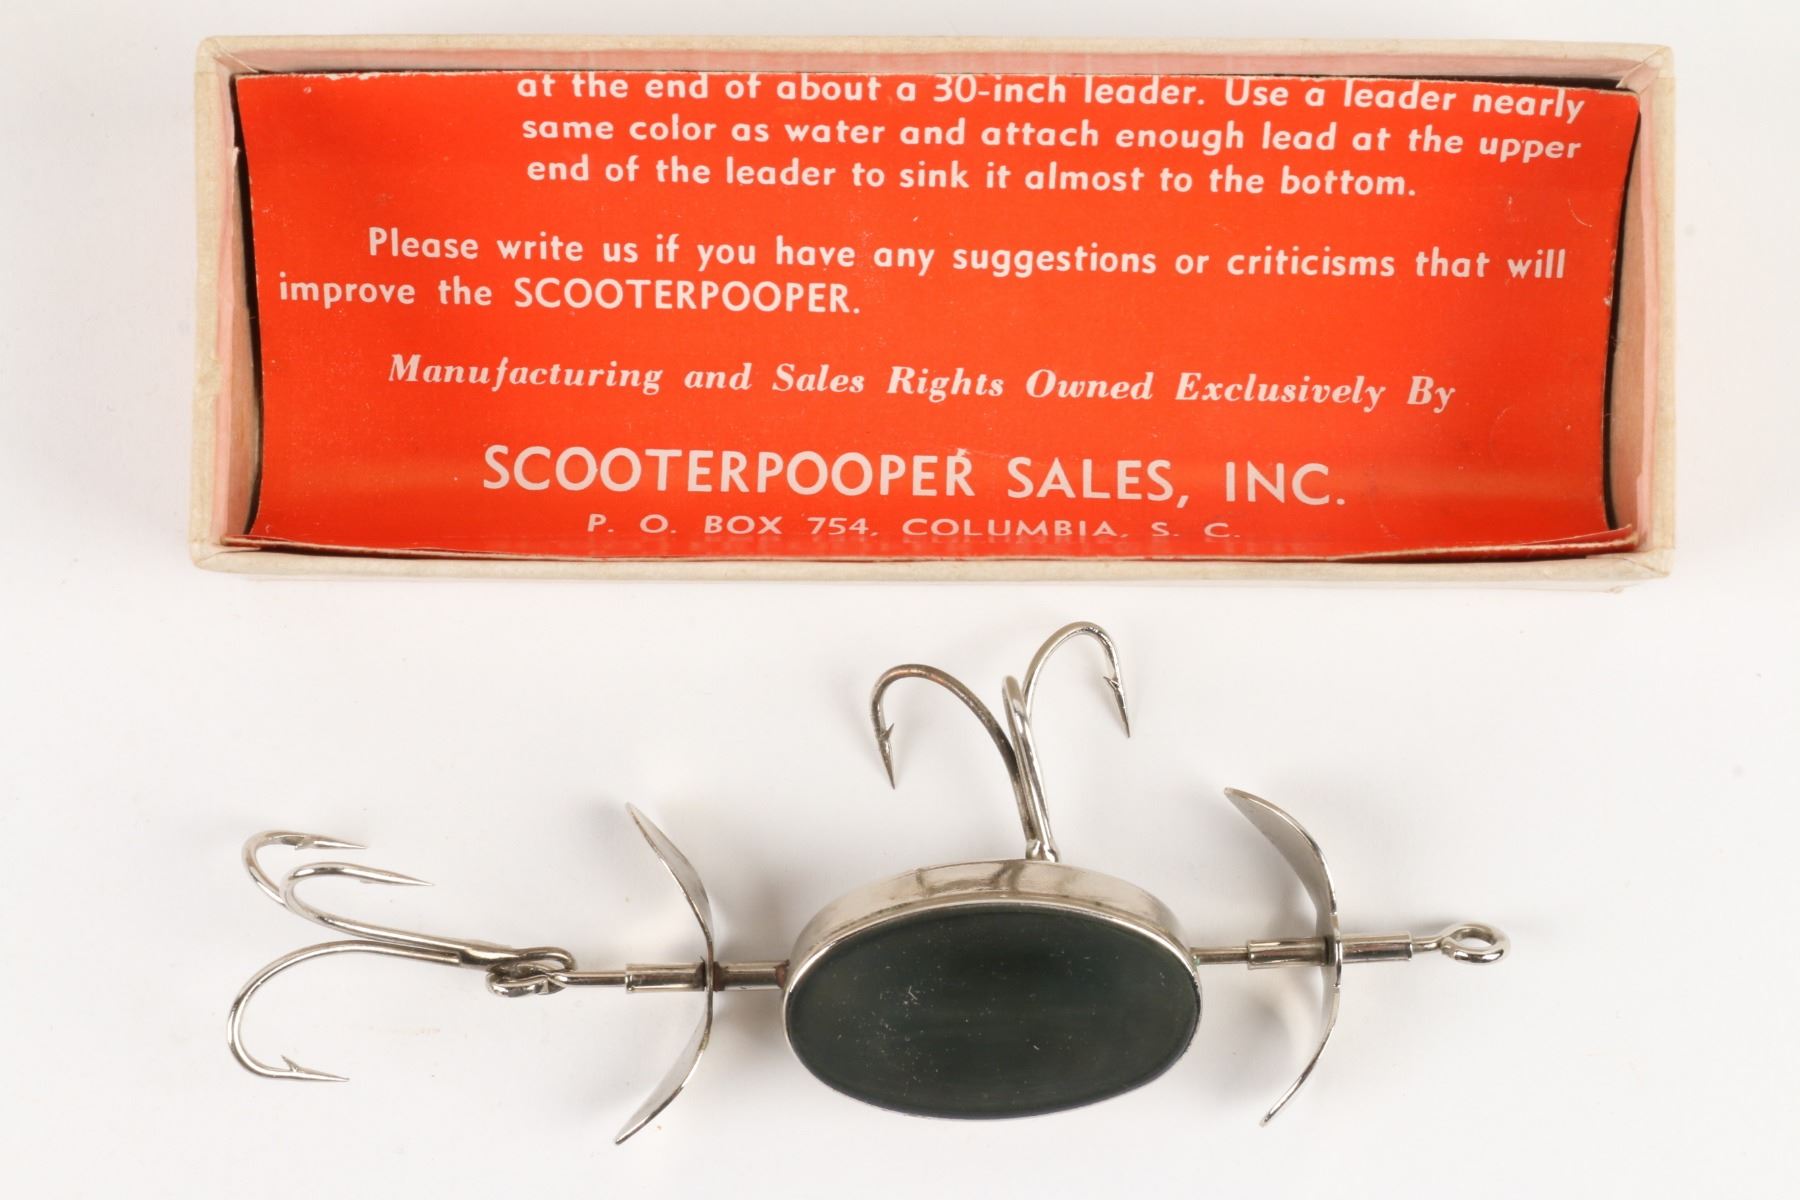 at the end of about a 30-inch leader. Use a leader nearly
same color as water and attach enough lead at the upper
end of the leader to sink it almost to the bottom.
Please write us if you have any suggestions or criticisms that will
improve the SCOOTERPOOPER.
Manufacturing and Sales Rights Owned Exclusively By
SCOOTERPOOPER SALES, INC.
P. O. BOX 754, COLUMBIA, S. C.